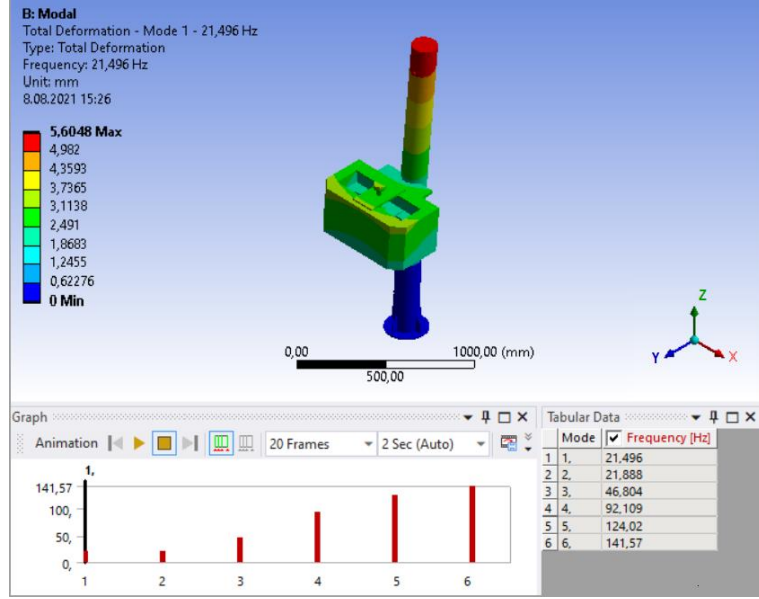 B: Modal
Total Deformation - Mode 1 - 21,496 Hz
Type: Total Deformation
Frequency: 21,496 Hz
Unit: mm
8.08.2021 15:26
5,6048 Max
4,982
4,3593
3,7365
3,1138
2,491
1,8683
1,2455
0,62276
0 Min
0,00
1000,00 (mm)
500,00
Z
Y
X
Graph
Animation
20 Frames
2 Sec (Auto)
1,
141,57
100,
50,
0,
1 2 3 4 5 6
Tabular Data
Mode Frequency [Hz]
1 1, 21,496
2 2, 21,888
3 3, 46,804
4 4, 92,109
5 5, 124,02
6 6, 141,57